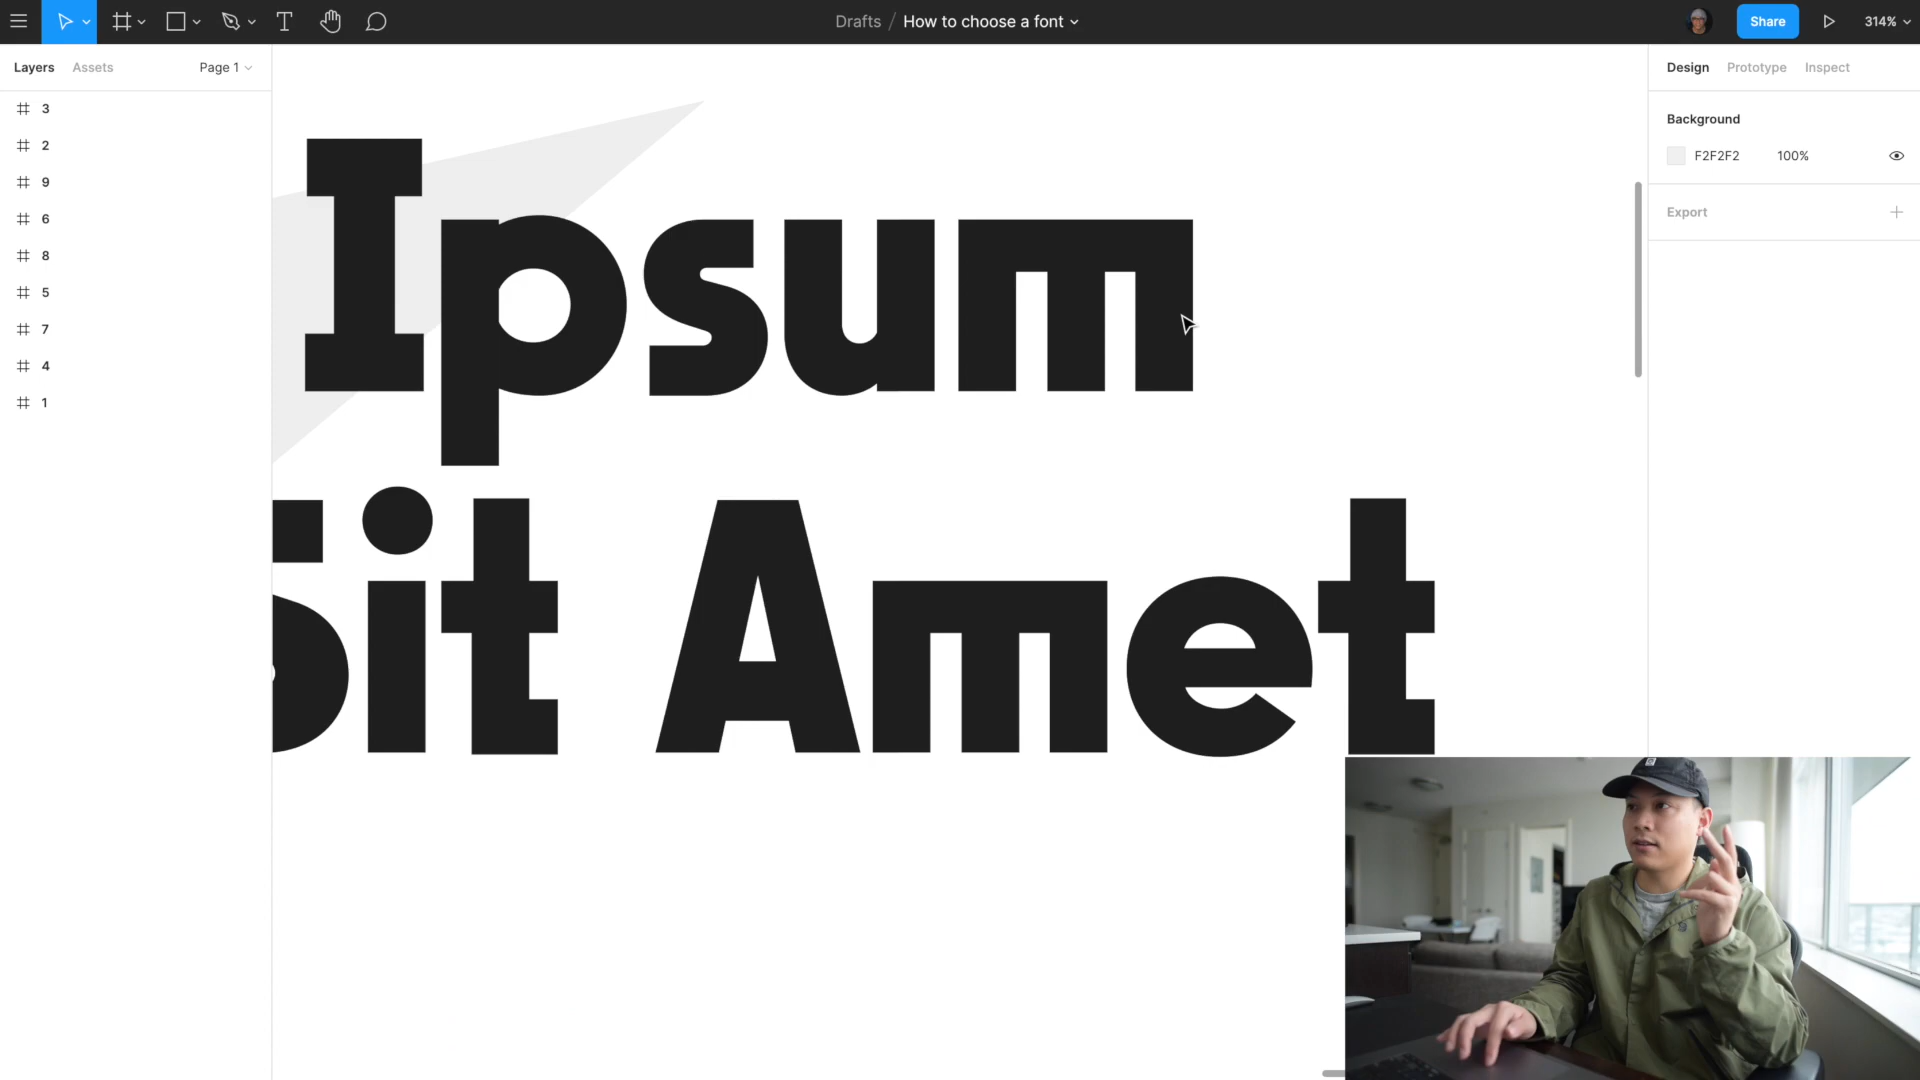 Drafts / How to choose a font
Share
314%
Layers
Assets
Page 1
Design
Prototype
Inspect
3
2
9
6
8
5
7
4
1
Background
F2F2F2
100%
Export
Ipsum
Sit Amet